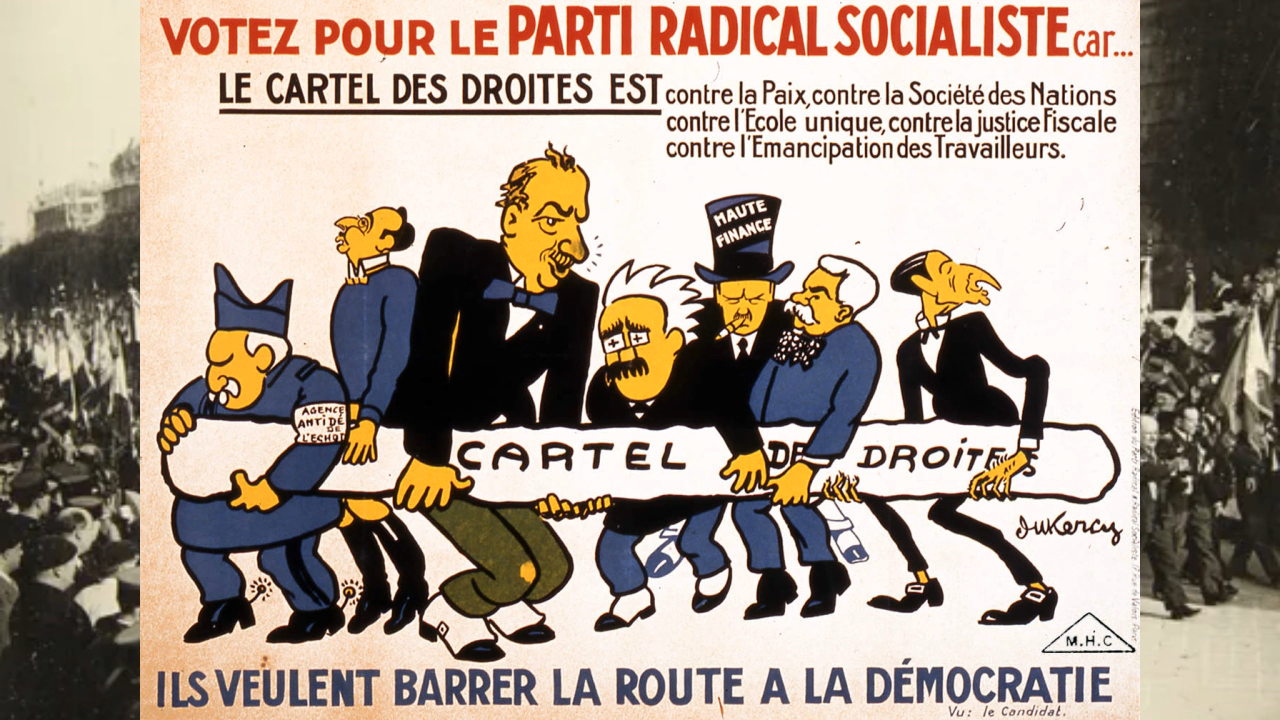 VOTEZ POUR LE PARTI RADICAL SOCIALISTE car...
LE CARTEL DES DROITES EST contre la Paix, contre la Société des Nations
contre l'Ecole unique, contre la justice Fiscale
contre l'Emancipation des Travailleurs.
HAUTE
FINANCE
AGENCE
ANTIDÉ
DE
L'ECHO
CARTEL DE DROITE
Dukercy
M.H.C
ILS VEULENT BARRER LA ROUTE A LA DÉMOCRATIE
Vu: le Candidat.